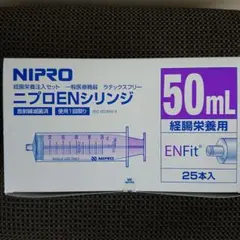 NIPRO
経腸栄養注入セット 一般医療機器 ラテックスフリー
ニプロENシリンジ
放射線滅菌済 使用1回限り
50mL
経腸栄養用
ENFit
25本入
NIPRO